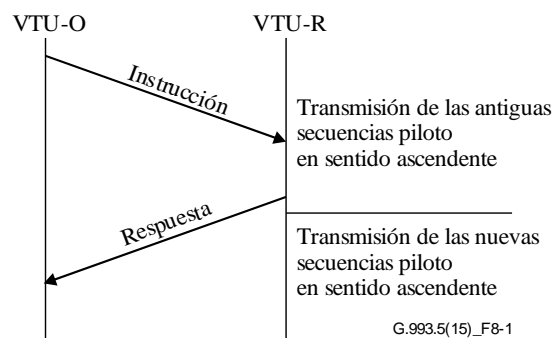 VTU-O
VTU-R
Instrucción
Transmisión de las antiguas
secuencias piloto
en sentido ascendente
Respuesta
Transmisión de las nuevas
secuencias piloto
en sentido ascendente
G.993.5(15)_F8-1